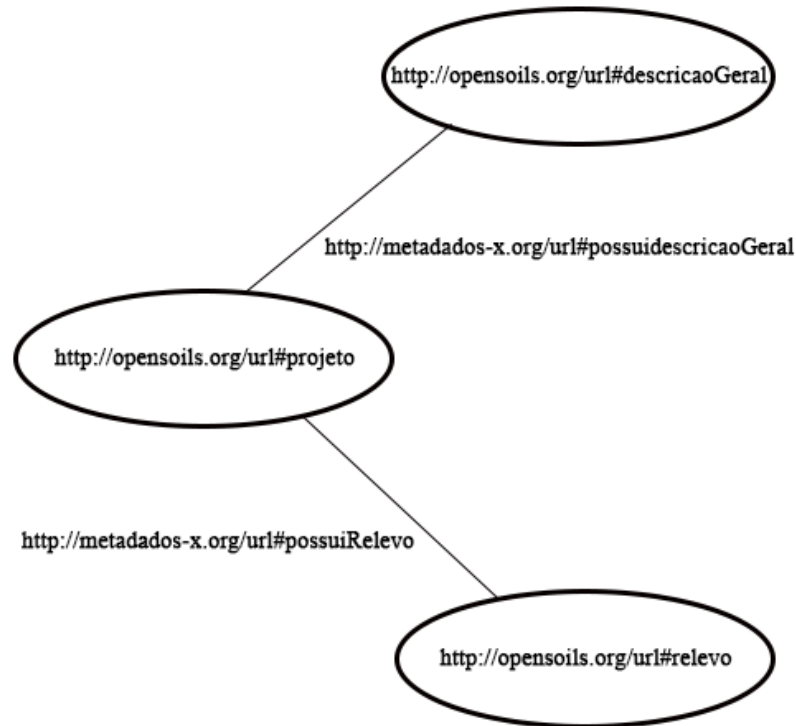 http://opensoils.org/url#descricaoGeral
http://metadados-x.org/url#possuidescricaoGeral
http://opensoils.org/url#projeto
http://metadados-x.org/url#possuiRelevo
http://opensoils.org/url#relevo